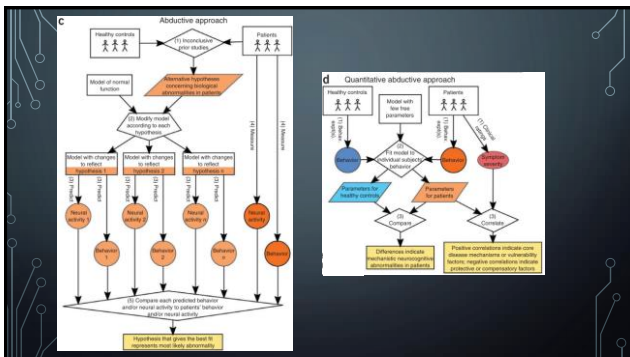 c Abductive approach
Healthy controls
Patients
(1) Inconclusive
prior studies
Model of normal
function
Alternative hypotheses
concerning biological
abnormalities in patients
(2) Modify model
according to each
hypothesis
(4) Measure
(4) Measure
Model with changes
to reflect
hypothesis 1
Model with changes
to reflect
hypothesis 2
Model with changes
to reflect
hypothesis n
(3) Predict
(3) Predict
(3) Predict
(3) Predict
(3) Predict
(3) Predict
Neural
activity 1
Neural
activity 2
Neural
activity n
Neural
activity
Behavior
1
Behavior
2
Behavior
n
Behavior
(5) Compare each predicted behavior
and/or neural activity to patients' behavior
and/or neural activity
Hypothesis that gives the best fit
represents most likely abnormality
d Quantitative abductive approach
Healthy controls
Patients
Model with
few free
parameters
(1) Behav
(1) Behav
(1) Clinical
ratings
Behavior
(2)
Fit model to
individual subjects'
behavior
Behavior
Symptom
severity
Parameters for
healthy controls
Parameters
for patients
(3)
Compare
(3)
Correlate
Differences indicate
mechanistic neurocognitive
abnormalities in patients
Positive correlations indicate core
disease mechanisms or vulnerability
factors; negative correlations indicate
protective or compensatory factors